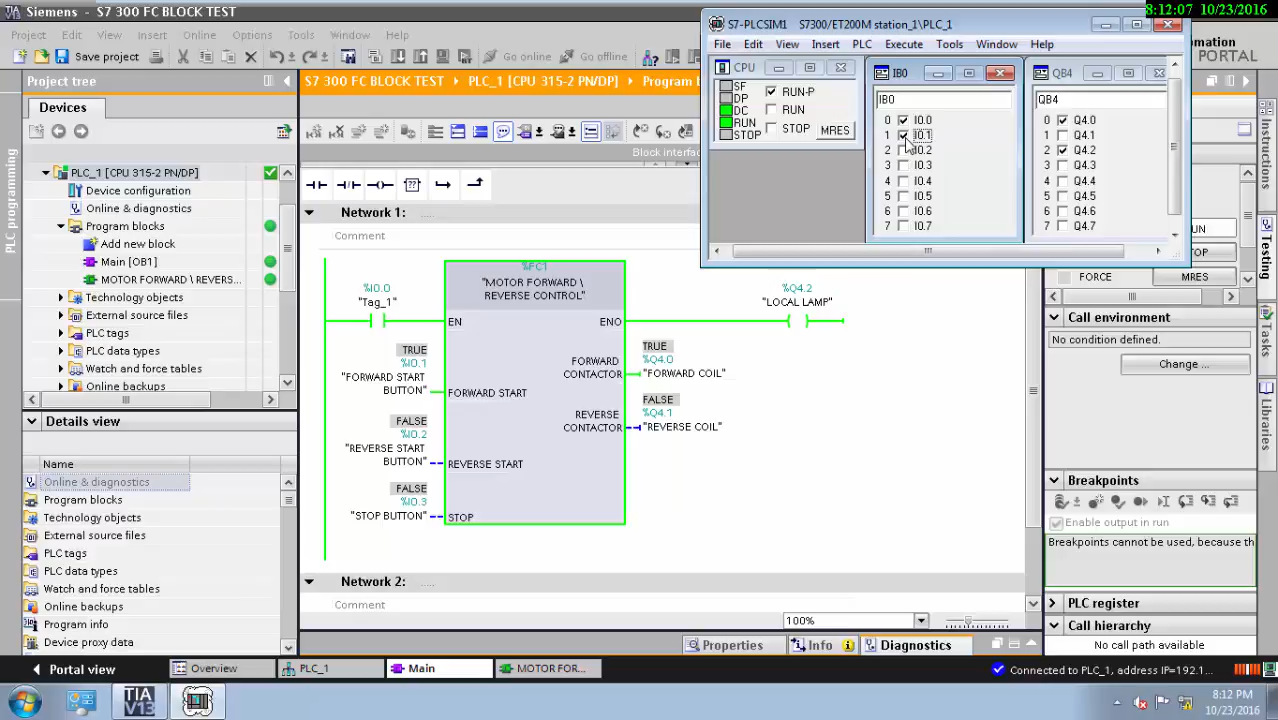 Siemens - S7 300 FC BLOCK TEST
8:12:07 10/23/2016
S7-PLCSIM1 S7300/ET200M station_1\PLC_1
Project Edit View Insert Online Options Tools Window Help
File Edit View Insert PLC Execute Tools Window Help
Save project
Go online
Go offline
PORTAL
Project tree
S7 300 FC BLOCK TEST
PLC_1 [CPU 315-2 PN/DP]
Devices
PLC_1 [CPU 315-2 PN/DP]
Device configuration
Online & diagnostics
Program blocks
Add new block
Main [OB1]
MOTOR FORWARD \ REVERS...
Technology objects
External source files
PLC tags
PLC data types
Watch and force tables
Online backups
PLC programming
Details view
Name
Online & diagnostics
Program blocks
Technology objects
External source files
PLC tags
PLC data types
Watch and force tables
Online backups
Program info
Device proxy data
CPU
SF
DP
DC
RUN
STOP
RUN-P
RUN
STOP
MRES
IB0
IB0
0 I0.0
1 I0.1
2 I0.2
3 I0.3
4 I0.4
5 I0.5
6 I0.6
7 I0.7
QB4
QB4
0 Q4.0
1 Q4.1
2 Q4.2
3 Q4.3
4 Q4.4
5 Q4.5
6 Q4.6
7 Q4.7
Network 1: .....
Comment
%I0.0
"Tag_1"
%FC1
"MOTOR FORWARD \
REVERSE CONTROL"
%Q4.2
"LOCAL LAMP"
EN
ENO
TRUE
%I0.1
"FORWARD START
BUTTON"
FORWARD START
FALSE
%I0.2
"REVERSE START
BUTTON"
REVERSE START
FALSE
%I0.3
"STOP BUTTON"
STOP
FORWARD
CONTACTOR
TRUE
%Q4.0
"FORWARD COIL"
REVERSE
CONTACTOR
FALSE
%Q4.1
"REVERSE COIL"
Network 2: .....
Comment
100%
Properties
Info
Diagnostics
FORCE
MRES
Call environment
No condition defined.
Change ...
Breakpoints
Enable output in run
Breakpoints cannot be used, because th
PLC register
Call hierarchy
No call path available
Testing
Tasks
Libraries
Portal view
Overview
PLC_1
Main
MOTOR FOR...
Connected to PLC_1, address IP=192.1...
TIA
V13
8:12 PM
10/23/2016